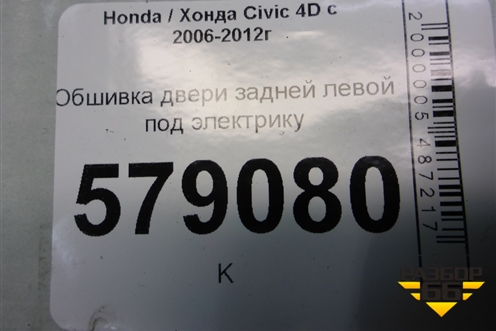 Honda / Хонда Civic 4D с
2006-2012г
Обшивка двери задней левой
под электрику
579080
К
2000005487217
РАЗБОР
66